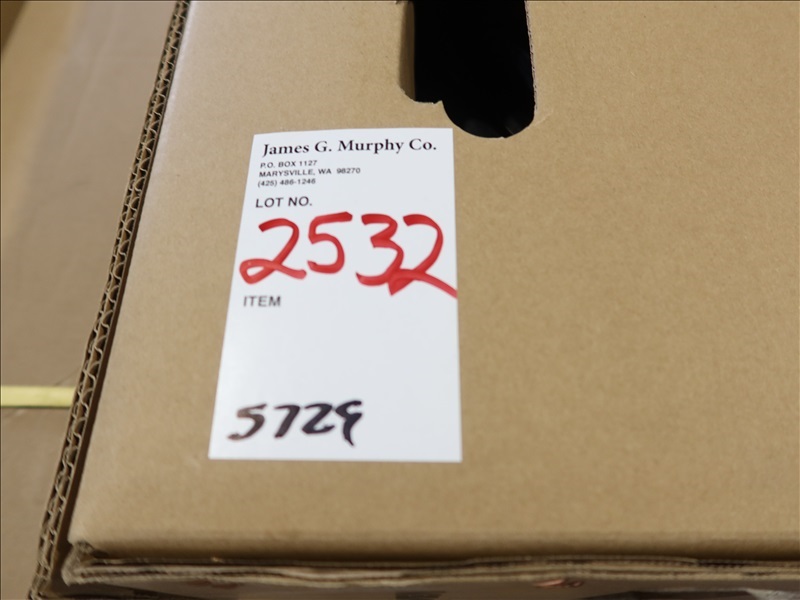 James G. Murphy Co.
P.O. BOX 1127
MARYSVILLE, WA 98270
(425) 486-1246
LOT NO.
2532
ITEM
5729